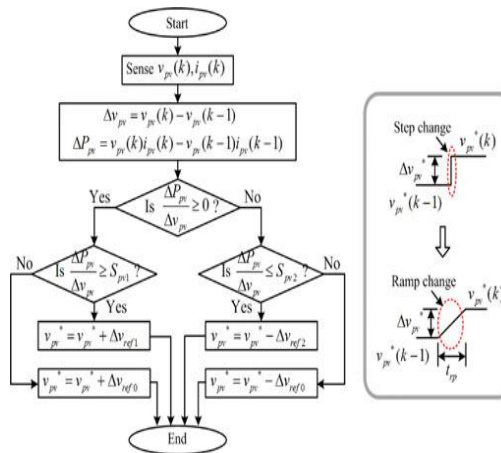 Start
Sense v_pv(k), i_pv(k)
Δv_pv = v_pv(k) − v_pv(k−1)
ΔP_pv = v_pv(k)i_pv(k) − v_pv(k−1)i_pv(k−1)
Yes
Is ΔP_pv/Δv_pv ≥ 0 ?
No
No
Is ΔP_pv/Δv_pv ≥ S_pv1 ?
Is ΔP_pv/Δv_pv ≤ S_pv2 ?
No
Yes
Yes
v_pv* = v_pv* + Δv_ref1
v_pv* = v_pv* − Δv_ref2
v_pv* = v_pv* + Δv_ref0
v_pv* = v_pv* − Δv_ref0
End
Step change
v_pv*(k)
Δv_pv*
v_pv*(k−1)
Ramp change
v_pv*(k)
Δv_pv*
v_pv*(k−1)
t_rp